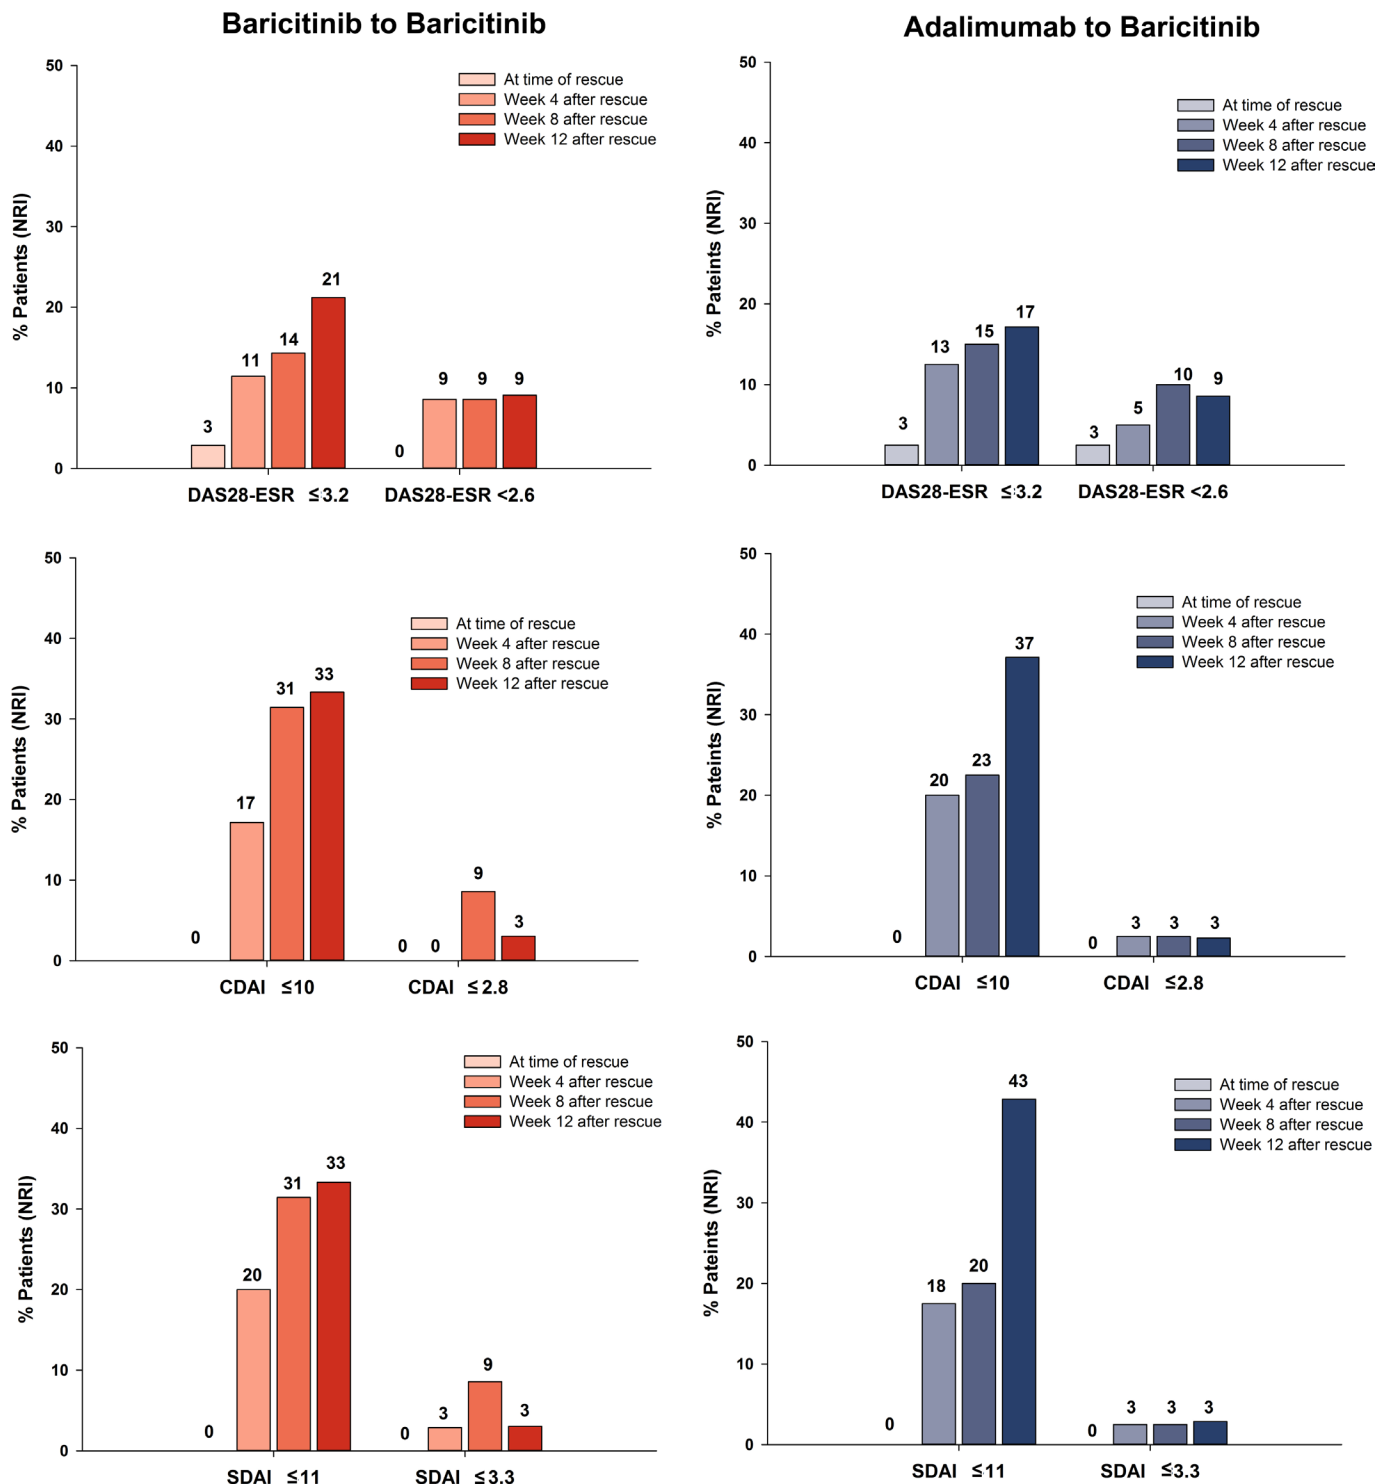 Baricitinib to Baricitinib
50
40
30
20
10
0
% Patients (NRI)
At time of rescue
Week 4 after rescue
Week 8 after rescue
Week 12 after rescue
3
11
14
21
0
9
9
9
DAS28-ESR ≤3.2
DAS28-ESR <2.6
Adalimumab to Baricitinib
50
40
30
20
10
0
% Pateints (NRI)
At time of rescue
Week 4 after rescue
Week 8 after rescue
Week 12 after rescue
3
13
15
17
3
5
10
9
DAS28-ESR ≤3.2
DAS28-ESR <2.6
50
40
30
20
10
0
% Patients (NRI)
At time of rescue
Week 4 after rescue
Week 8 after rescue
Week 12 after rescue
0
17
31
33
0
0
9
3
CDAI ≤10
CDAI ≤2.8
50
40
30
20
10
0
% Pateints (NRI)
At time of rescue
Week 4 after rescue
Week 8 after rescue
Week 12 after rescue
0
20
23
37
0
3
3
3
CDAI ≤10
CDAI ≤2.8
50
40
30
20
10
0
% Patients (NRI)
At time of rescue
Week 4 after rescue
Week 8 after rescue
Week 12 after rescue
0
20
31
33
0
3
9
3
SDAI ≤11
SDAI ≤3.3
50
40
30
20
10
0
% Pateints (NRI)
At time of rescue
Week 4 after rescue
Week 8 after rescue
Week 12 after rescue
0
18
20
43
0
3
3
3
SDAI ≤11
SDAI ≤3.3